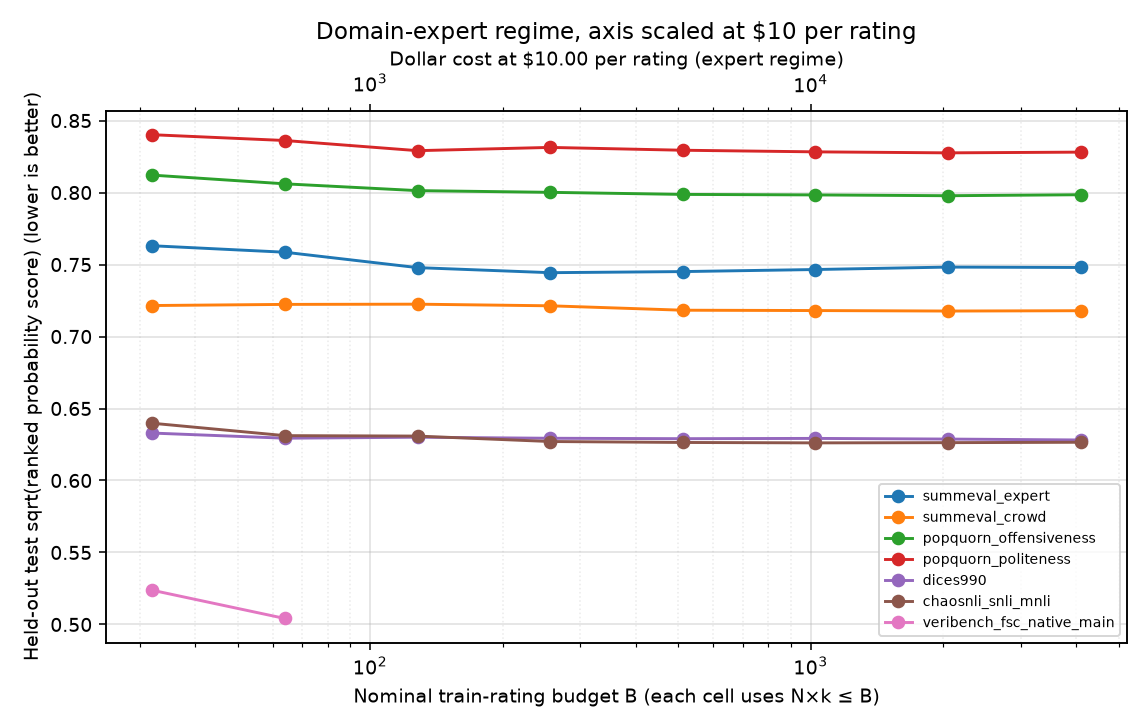 Domain-expert regime, axis scaled at $10 per rating
Dollar cost at $10.00 per rating (expert regime)
10³
10⁴
Held-out test sqrt(ranked probability score) (lower is better)
0.85
0.80
0.75
0.70
0.65
0.60
0.55
0.50
summeval_expert
summeval_crowd
popquorn_offensiveness
popquorn_politeness
dices990
chaosnli_snli_mnli
veribench_fsc_native_main
10²
10³
Nominal train-rating budget B (each cell uses N×k ≤ B)